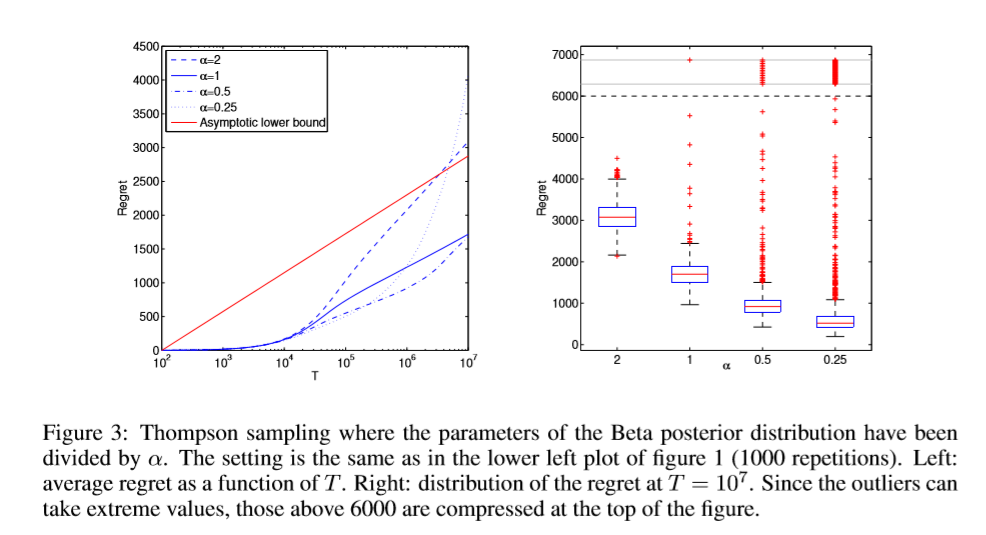 4500
4000
3500
3000
2500
2000
1500
1000
500
0
Regret
α=2
α=1
α=0.5
α=0.25
Asymptotic lower bound
10^2
10^3
10^4
10^5
10^6
10^7
T
7000
6000
5000
4000
3000
2000
1000
0
Regret
2
1
0.5
0.25
α
Figure 3: Thompson sampling where the parameters of the Beta posterior distribution have been
divided by α. The setting is the same as in the lower left plot of figure 1 (1000 repetitions). Left:
average regret as a function of T. Right: distribution of the regret at T = 10^7. Since the outliers can
take extreme values, those above 6000 are compressed at the top of the figure.